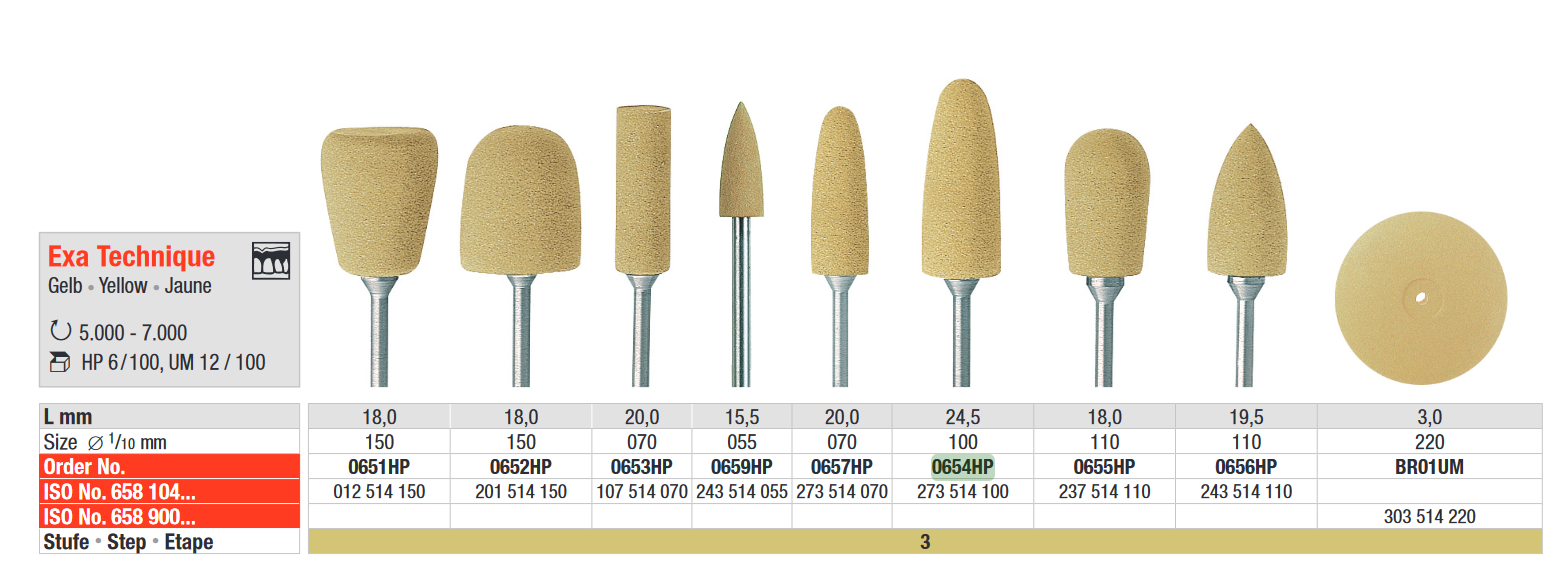 Exa Technique
Gelb • Yellow • Jaune
5.000 - 7.000
HP 6/100, UM 12 / 100
L mm 18,0 18,0 20,0 15,5 20,0 24,5 18,0 19,5 3,0
Size ∅ 1/10 mm 150 150 070 055 070 100 110 110 220
Order No. 0651HP 0652HP 0653HP 0659HP 0657HP 0654HP 0655HP 0656HP BR01UM
ISO No. 658 104... 012 514 150 201 514 150 107 514 070 243 514 055 273 514 070 273 514 100 237 514 110 243 514 110
ISO No. 658 900... 303 514 220
Stufe • Step • Etape 3